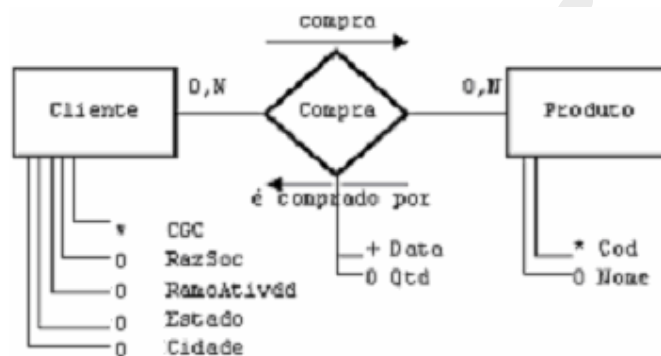 compra
0,N
0,N
Cliente
Compra
Produto
é comprado por
* CGC
0 RazSoc
0 RamoAtivdd
0 Estado
0 Cidade
+ Data
0 Qtd
* Cod
0 Nome